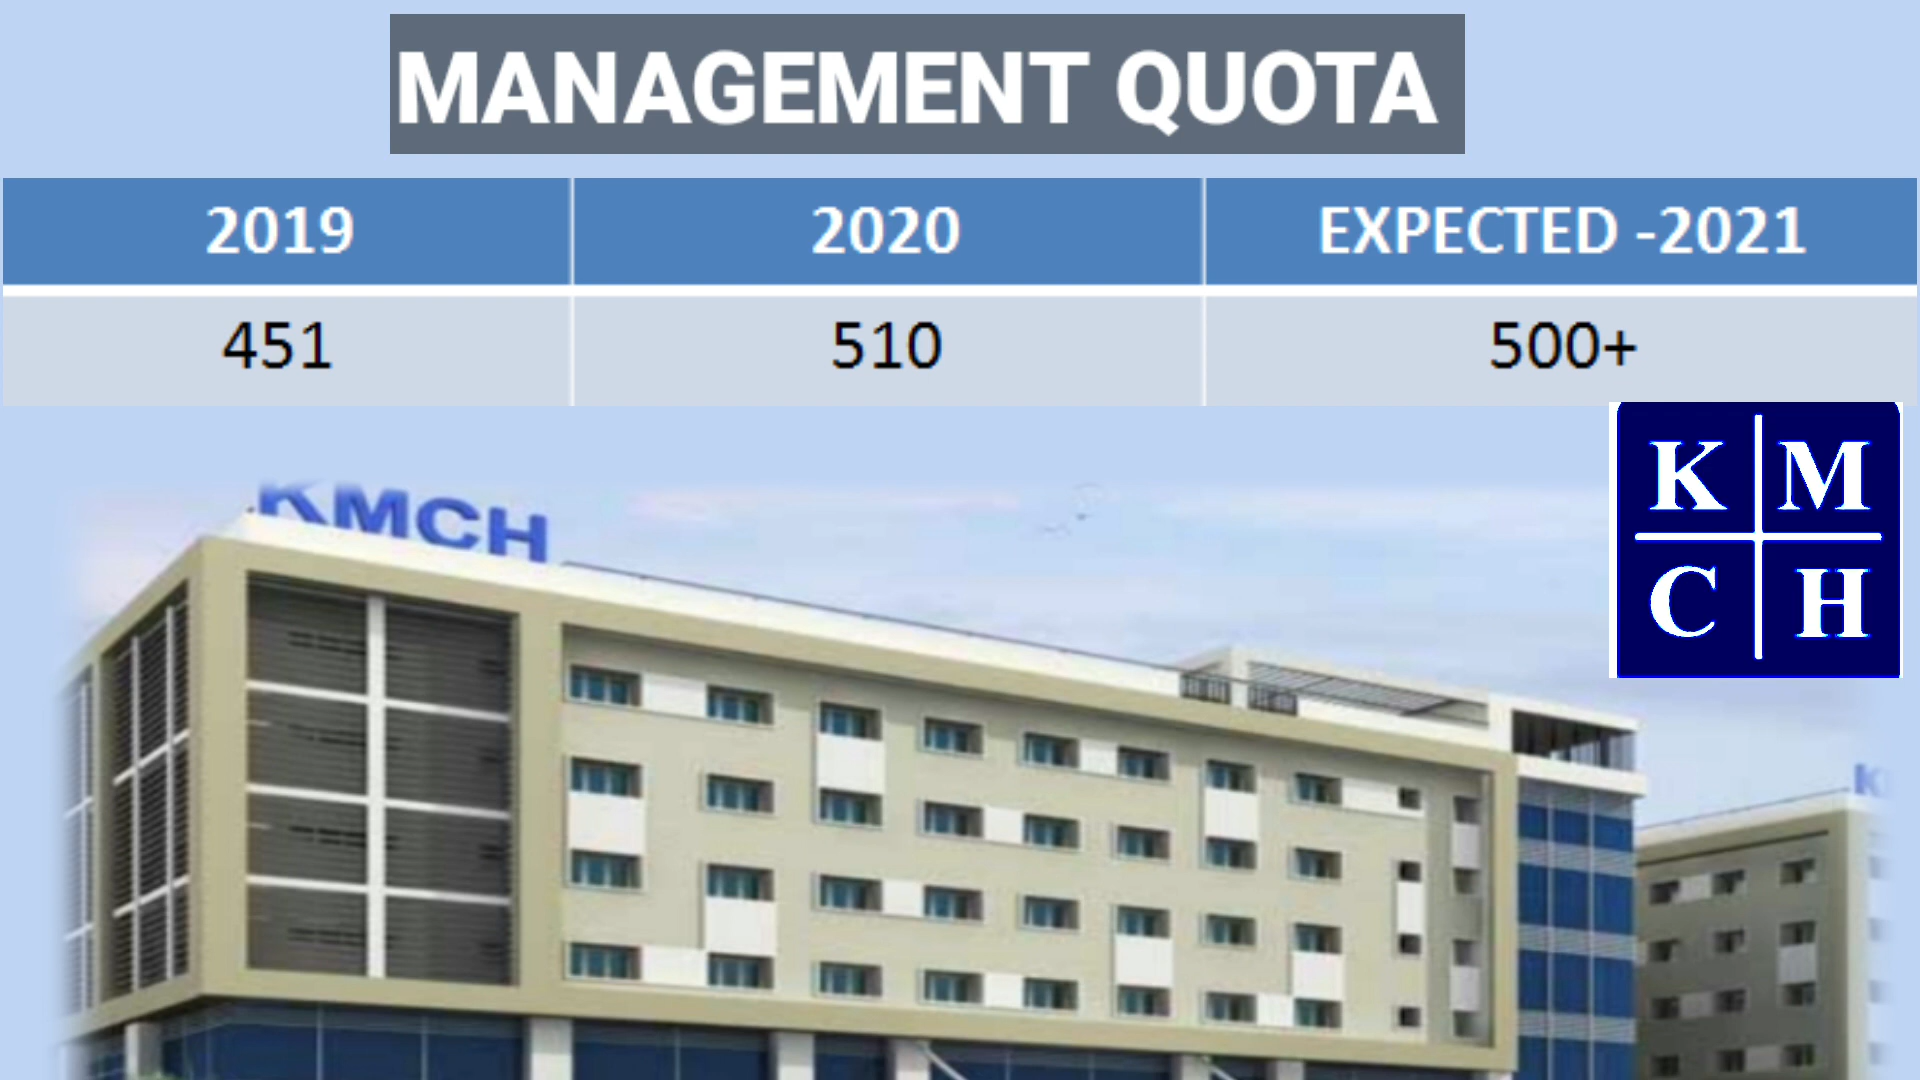 MANAGEMENT QUOTA
2019 2020 EXPECTED -2021
451 510 500+
K M
C H
KMCH
K